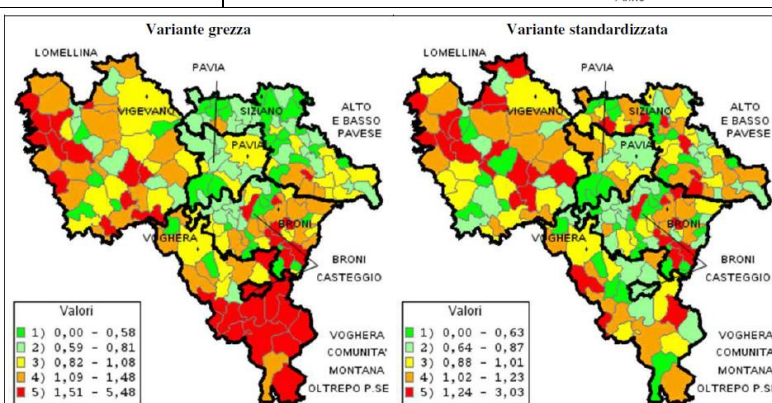 Variante grezza
LOMELLINA
PAVIA
VIGEVANO
SIZIANO
ALTO
E BASSO
PAVESE
PAVIA
BRONI
VOGHERA
BRONI
CASTEGGIO
Valori
1) 0,00 - 0,58
2) 0,59 - 0,81
3) 0,82 - 1,08
4) 1,09 - 1,48
5) 1,51 - 5,48
VOGHERA
COMUNITA'
MONTANA
OLTREPO P.SE
Variante standardizzata
LOMELLINA
PAVIA
VIGEVANO
SIZIANO
ALTO
E BASSO
PAVESE
PAVIA
BRONI
VOGHERA
BRONI
CASTEGGIO
Valori
1) 0,00 - 0,63
2) 0,64 - 0,87
3) 0,88 - 1,01
4) 1,02 - 1,23
5) 1,24 - 3,03
VOGHERA
COMUNITA'
MONTANA
OLTREPO P.SE